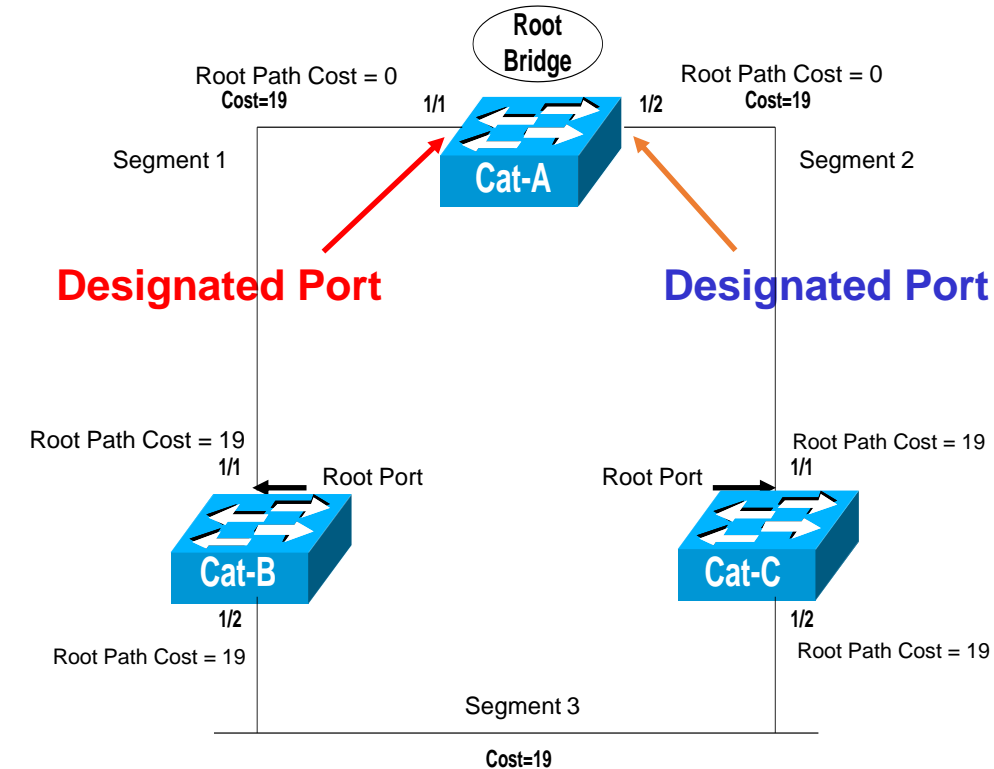 Root
Bridge
Root Path Cost = 0
Root Path Cost = 0
Cost=19
1/1
1/2
Cost=19
Segment 1
Segment 2
Cat-A
Designated Port
Designated Port
Root Path Cost = 19
Root Path Cost = 19
1/1
Root Port
Root Port
1/1
Cat-B
Cat-C
1/2
1/2
Root Path Cost = 19
Root Path Cost = 19
Segment 3
Cost=19